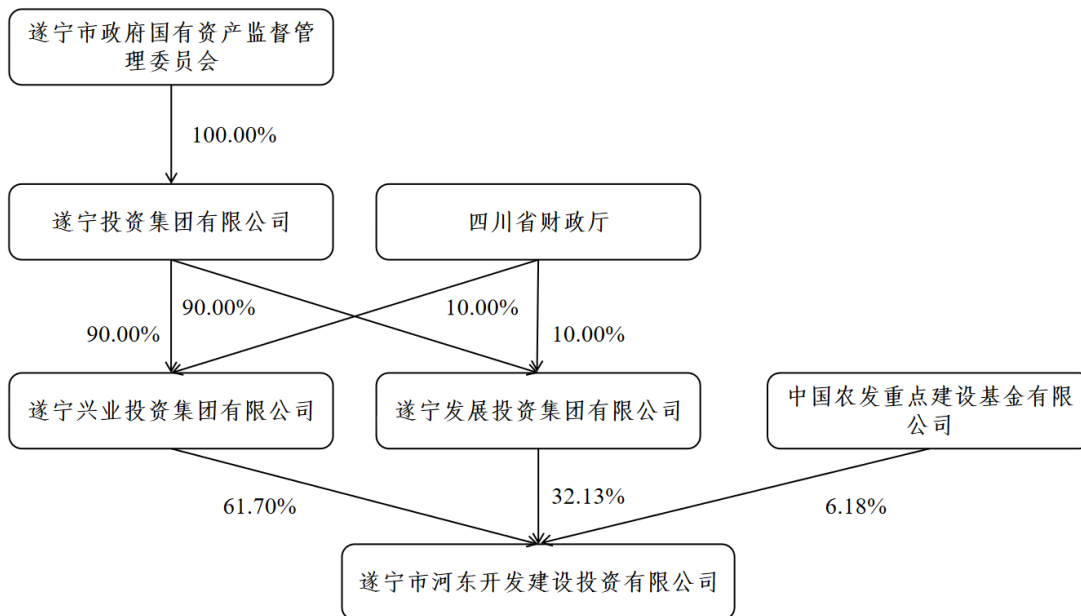 遂宁市政府国有资产监督管
理委员会
100.00%
遂宁投资集团有限公司
四川省财政厅
90.00%
10.00%
90.00%
10.00%
遂宁兴业投资集团有限公司
遂宁发展投资集团有限公司
中国农发重点建设基金有限
公司
61.70%
32.13%
6.18%
遂宁市河东开发建设投资有限公司